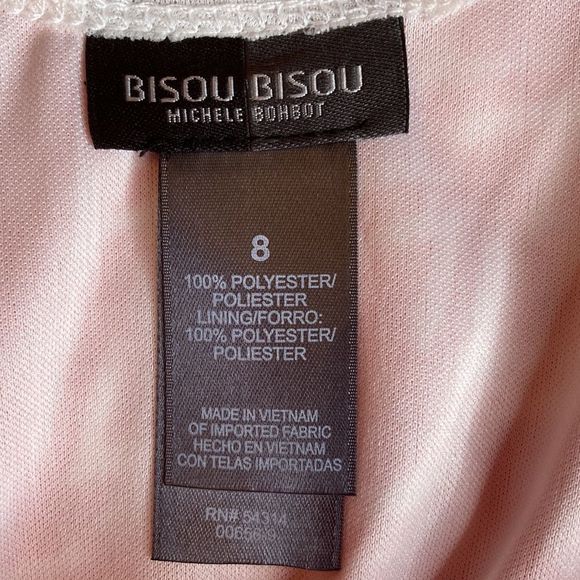 BISOU BISOU
MICHELE BOHBOT
8
100% POLYESTER/
POLIESTER
LINING/FORRO:
100% POLYESTER/
POLIESTER
MADE IN VIETNAM
OF IMPORTED FABRIC
HECHO EN VIETNAM
CON TELAS IMPORTADAS
RN#